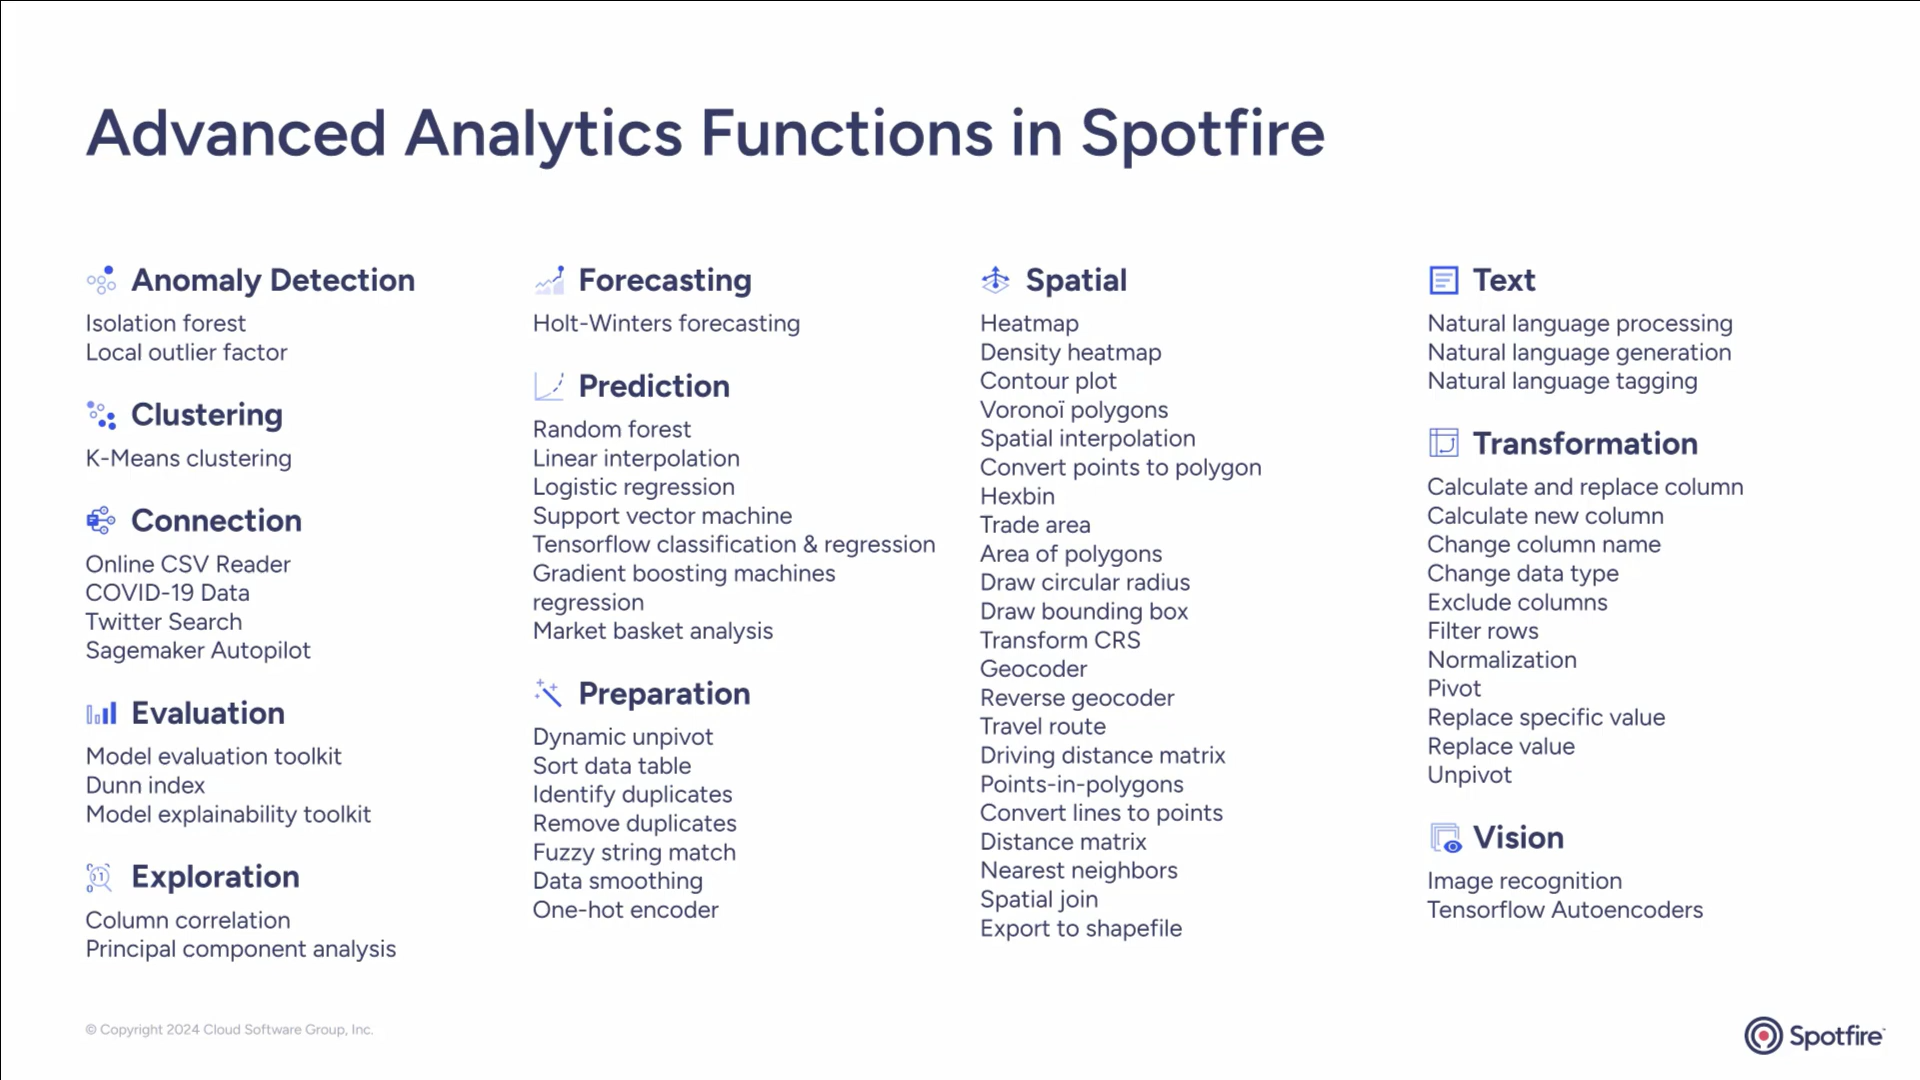 Advanced Analytics Functions in Spotfire
Anomaly Detection
Isolation forest
Local outlier factor
Clustering
K-Means clustering
Connection
Online CSV Reader
COVID-19 Data
Twitter Search
Sagemaker Autopilot
Evaluation
Model evaluation toolkit
Dunn index
Model explainability toolkit
Exploration
Column correlation
Principal component analysis
Forecasting
Holt-Winters forecasting
Prediction
Random forest
Linear interpolation
Logistic regression
Support vector machine
Tensorflow classification & regression
Gradient boosting machines
regression
Market basket analysis
Preparation
Dynamic unpivot
Sort data table
Identify duplicates
Remove duplicates
Fuzzy string match
Data smoothing
One-hot encoder
Spatial
Heatmap
Density heatmap
Contour plot
Voronoï polygons
Spatial interpolation
Convert points to polygon
Hexbin
Trade area
Area of polygons
Draw circular radius
Draw bounding box
Transform CRS
Geocoder
Reverse geocoder
Travel route
Driving distance matrix
Points-in-polygons
Convert lines to points
Distance matrix
Nearest neighbors
Spatial join
Export to shapefile
Text
Natural language processing
Natural language generation
Natural language tagging
Transformation
Calculate and replace column
Calculate new column
Change column name
Change data type
Exclude columns
Filter rows
Normalization
Pivot
Replace specific value
Replace value
Unpivot
Vision
Image recognition
Tensorflow Autoencoders
© Copyright 2024 Cloud Software Group, Inc.
Spotfire